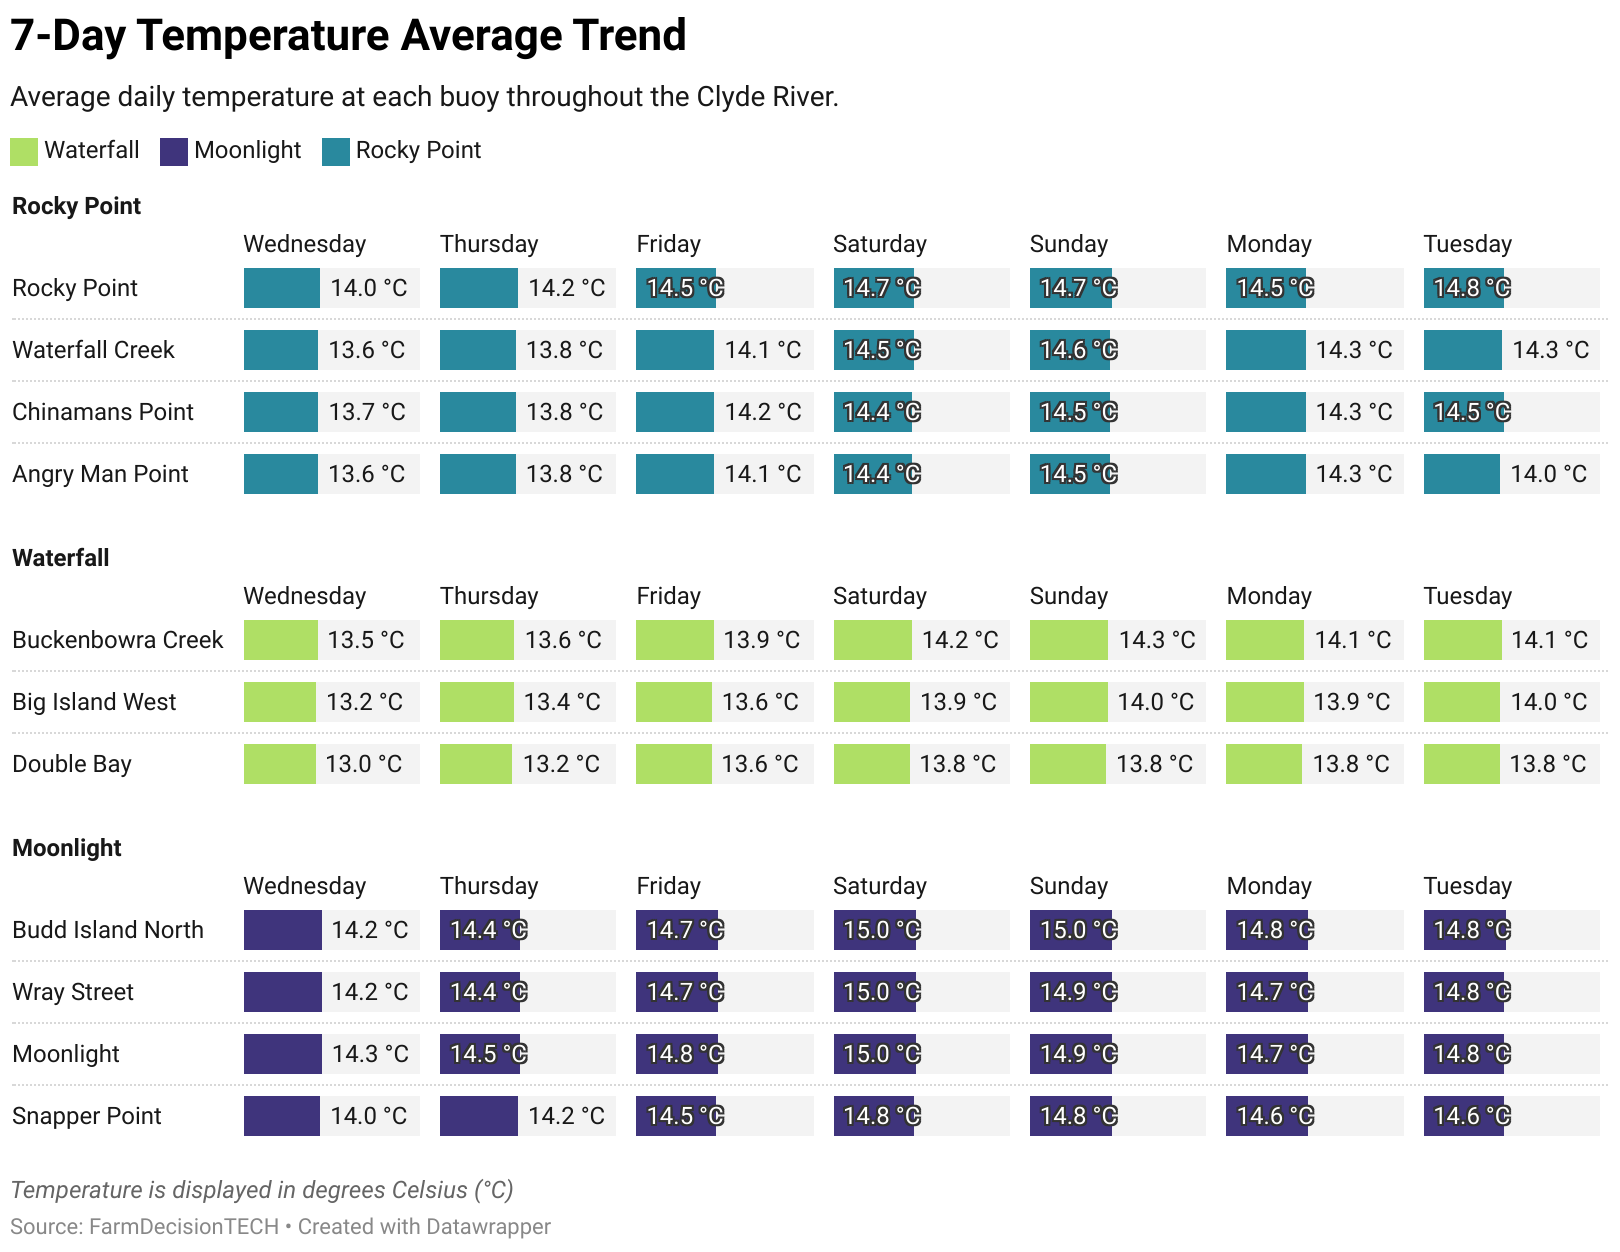 7-Day Temperature Average Trend
Average daily temperature at each buoy throughout the Clyde River.
Waterfall Moonlight Rocky Point
Rocky Point
Wednesday Thursday Friday Saturday Sunday Monday Tuesday
Rocky Point 14.0 °C 14.2 °C 14.5 °C 14.7 °C 14.7 °C 14.5 °C 14.8 °C
Waterfall Creek 13.6 °C 13.8 °C 14.1 °C 14.5 °C 14.6 °C 14.3 °C 14.3 °C
Chinamans Point 13.7 °C 13.8 °C 14.2 °C 14.4 °C 14.5 °C 14.3 °C 14.5 °C
Angry Man Point 13.6 °C 13.8 °C 14.1 °C 14.4 °C 14.5 °C 14.3 °C 14.0 °C
Waterfall
Wednesday Thursday Friday Saturday Sunday Monday Tuesday
Buckenbowra Creek 13.5 °C 13.6 °C 13.9 °C 14.2 °C 14.3 °C 14.1 °C 14.1 °C
Big Island West 13.2 °C 13.4 °C 13.6 °C 13.9 °C 14.0 °C 13.9 °C 14.0 °C
Double Bay 13.0 °C 13.2 °C 13.6 °C 13.8 °C 13.8 °C 13.8 °C 13.8 °C
Moonlight
Wednesday Thursday Friday Saturday Sunday Monday Tuesday
Budd Island North 14.2 °C 14.4 °C 14.7 °C 15.0 °C 15.0 °C 14.8 °C 14.8 °C
Wray Street 14.2 °C 14.4 °C 14.7 °C 15.0 °C 14.9 °C 14.7 °C 14.8 °C
Moonlight 14.3 °C 14.5 °C 14.8 °C 15.0 °C 14.9 °C 14.7 °C 14.8 °C
Snapper Point 14.0 °C 14.2 °C 14.5 °C 14.8 °C 14.8 °C 14.6 °C 14.6 °C
Temperature is displayed in degrees Celsius (°C)
Source: FarmDecisionTECH • Created with Datawrapper